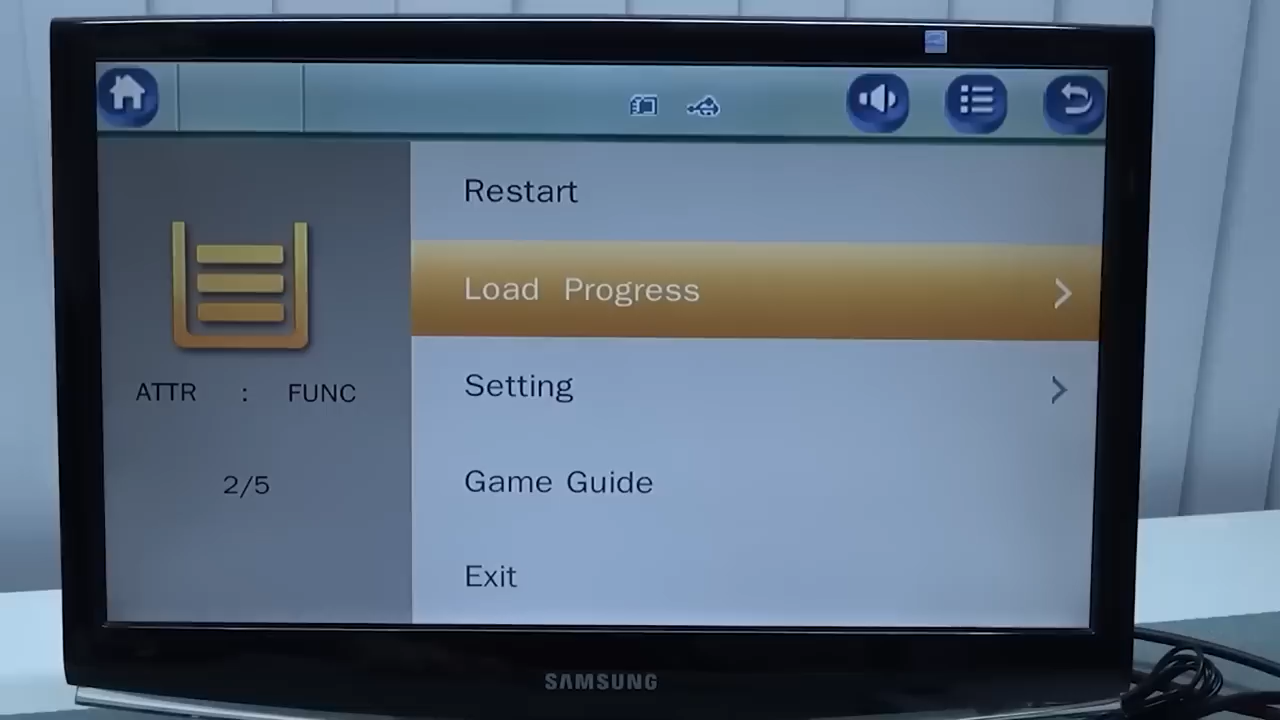 Restart
Load Progress
Setting
Game Guide
Exit
ATTR : FUNC
2/5
SAMSUNG